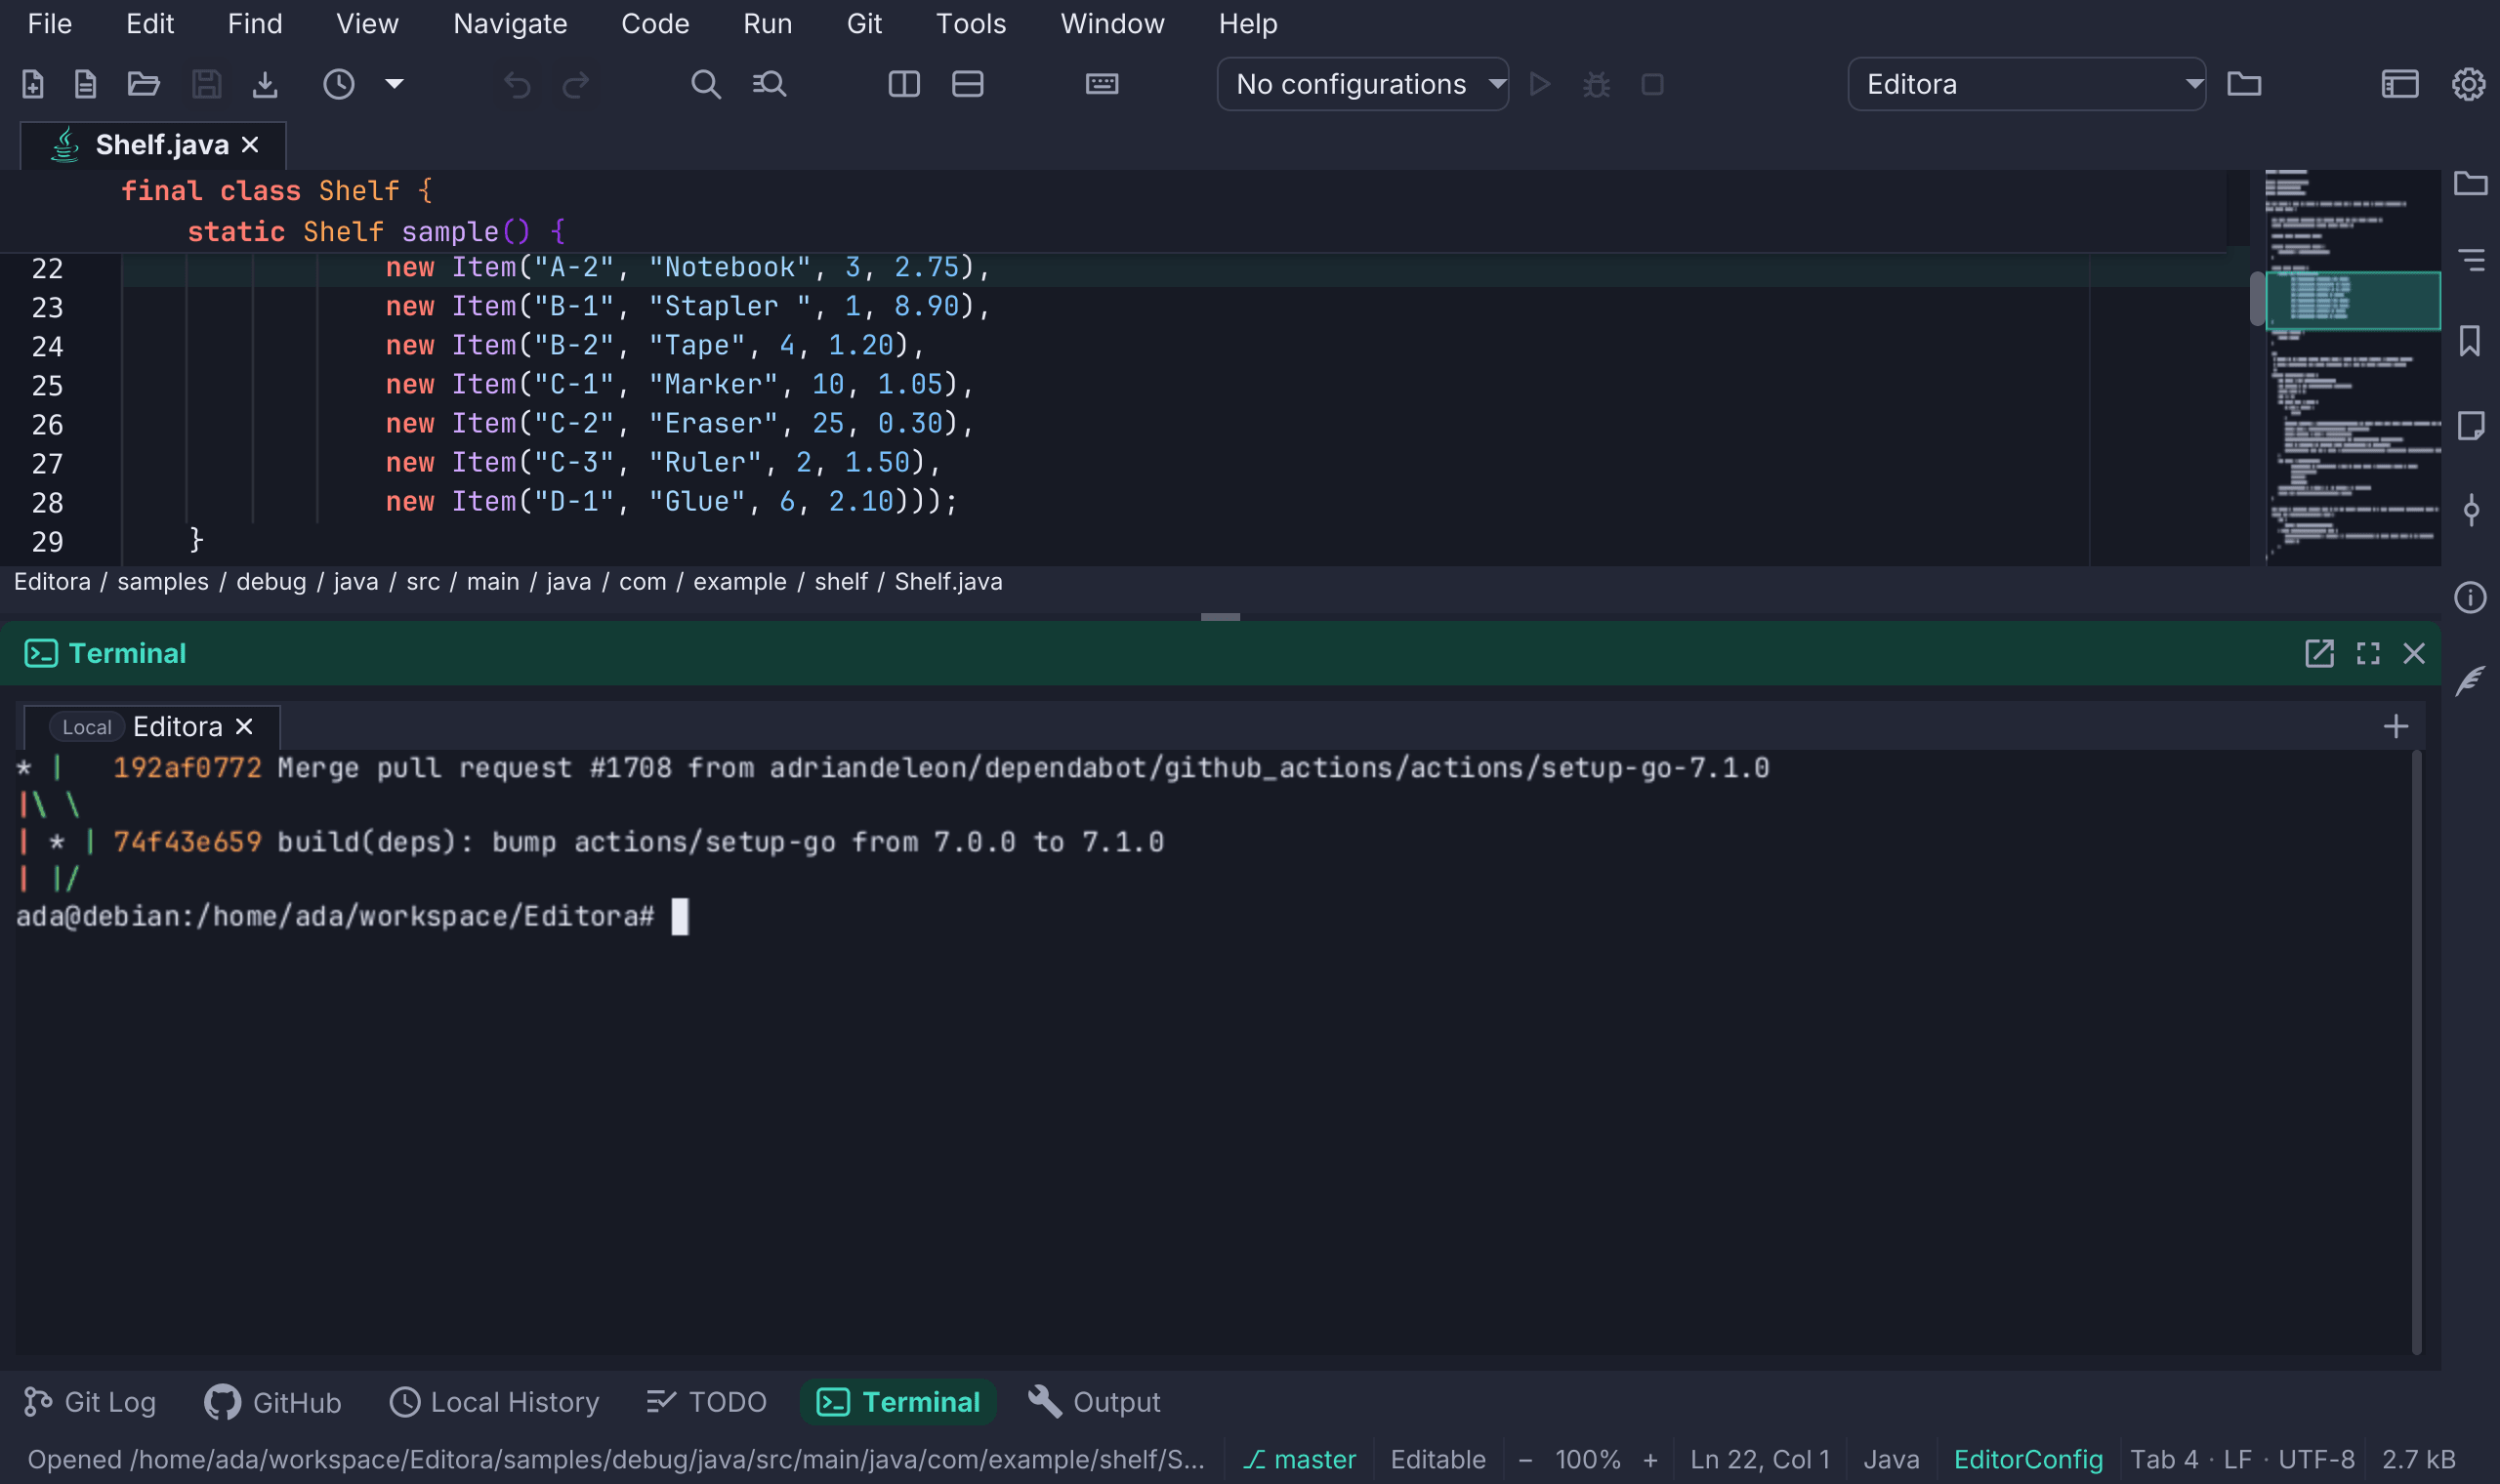 File Edit Find View Navigate Code Run Git Tools Window Help
No configurations Editora
Shelf.java
final class Shelf {
static Shelf sample() {
22 new Item("A-2", "Notebook", 3, 2.75),
23 new Item("B-1", "Stapler ", 1, 8.90),
24 new Item("B-2", "Tape", 4, 1.20),
25 new Item("C-1", "Marker", 10, 1.05),
26 new Item("C-2", "Eraser", 25, 0.30),
27 new Item("C-3", "Ruler", 2, 1.50),
28 new Item("D-1", "Glue", 6, 2.10)));
29 }
Editora / samples / debug / java / src / main / java / com / example / shelf / Shelf.java
Terminal
Local Editora
* | 192af0772 Merge pull request #1708 from adriandeleon/dependabot/github_actions/actions/setup-go-7.1.0
|\ \
| * | 74f43e659 build(deps): bump actions/setup-go from 7.0.0 to 7.1.0
| |/
ada@debian:/home/ada/workspace/Editora#
Git Log GitHub Local History TODO Terminal Output
Opened /home/ada/workspace/Editora/samples/debug/java/src/main/java/com/example/shelf/S... master Editable − 100% + Ln 22, Col 1 Java EditorConfig Tab 4 · LF · UTF-8 2.7 kB